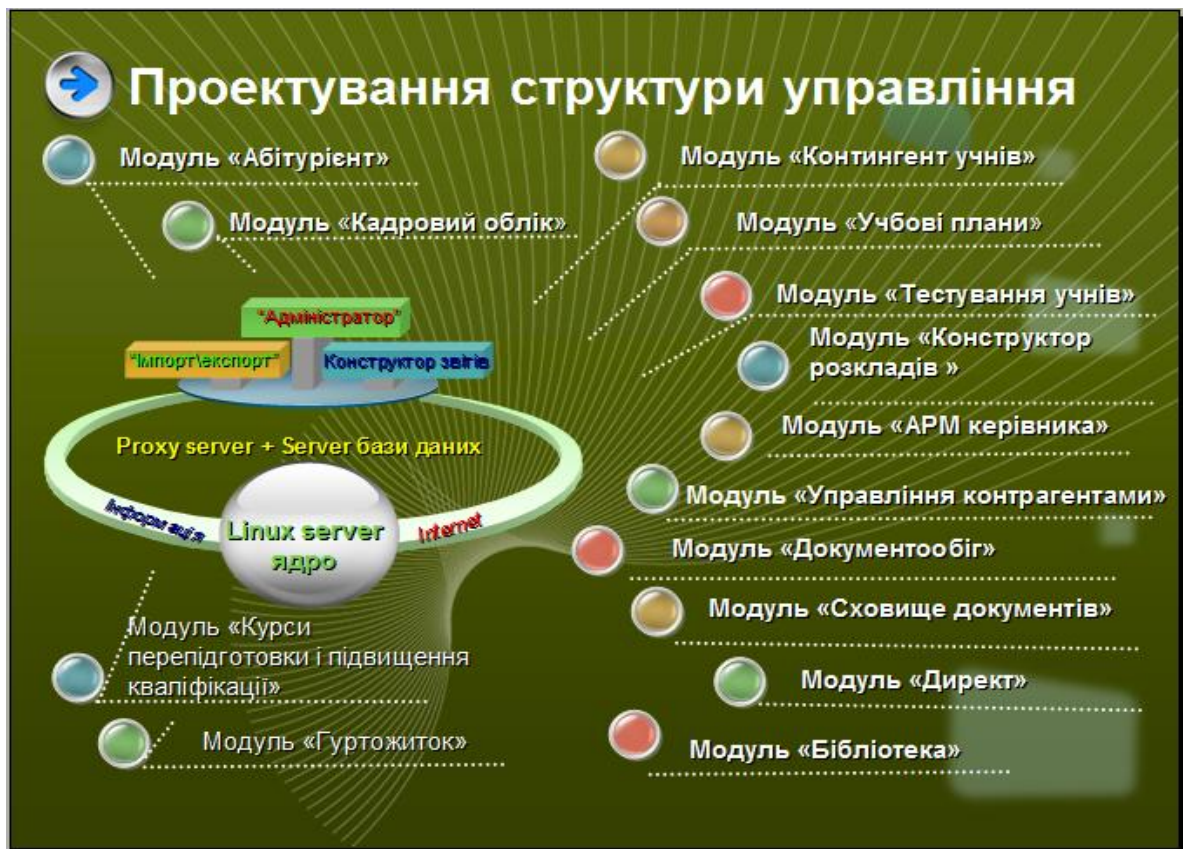 Проектування структури управління
Модуль «Абітурієнт»
Модуль «Кадровий облік»
"Адміністратор"
"Імпорт\експорт"
Конструктор звітів
Proxy server + Server бази даних
Інформація
Linux server
ядро
Internet
Модуль «Курси
перепідготовки і підвищення
кваліфікації»
Модуль «Гуртожиток»
Модуль «Контингент учнів»
Модуль «Учбові плани»
Модуль «Тестування учнів»
Модуль «Конструктор
розкладів »
Модуль «АРМ керівника»
Модуль «Управління контрагентами»
Модуль «Документообіг»
Модуль «Сховище документів»
Модуль «Директ»
Модуль «Бібліотека»